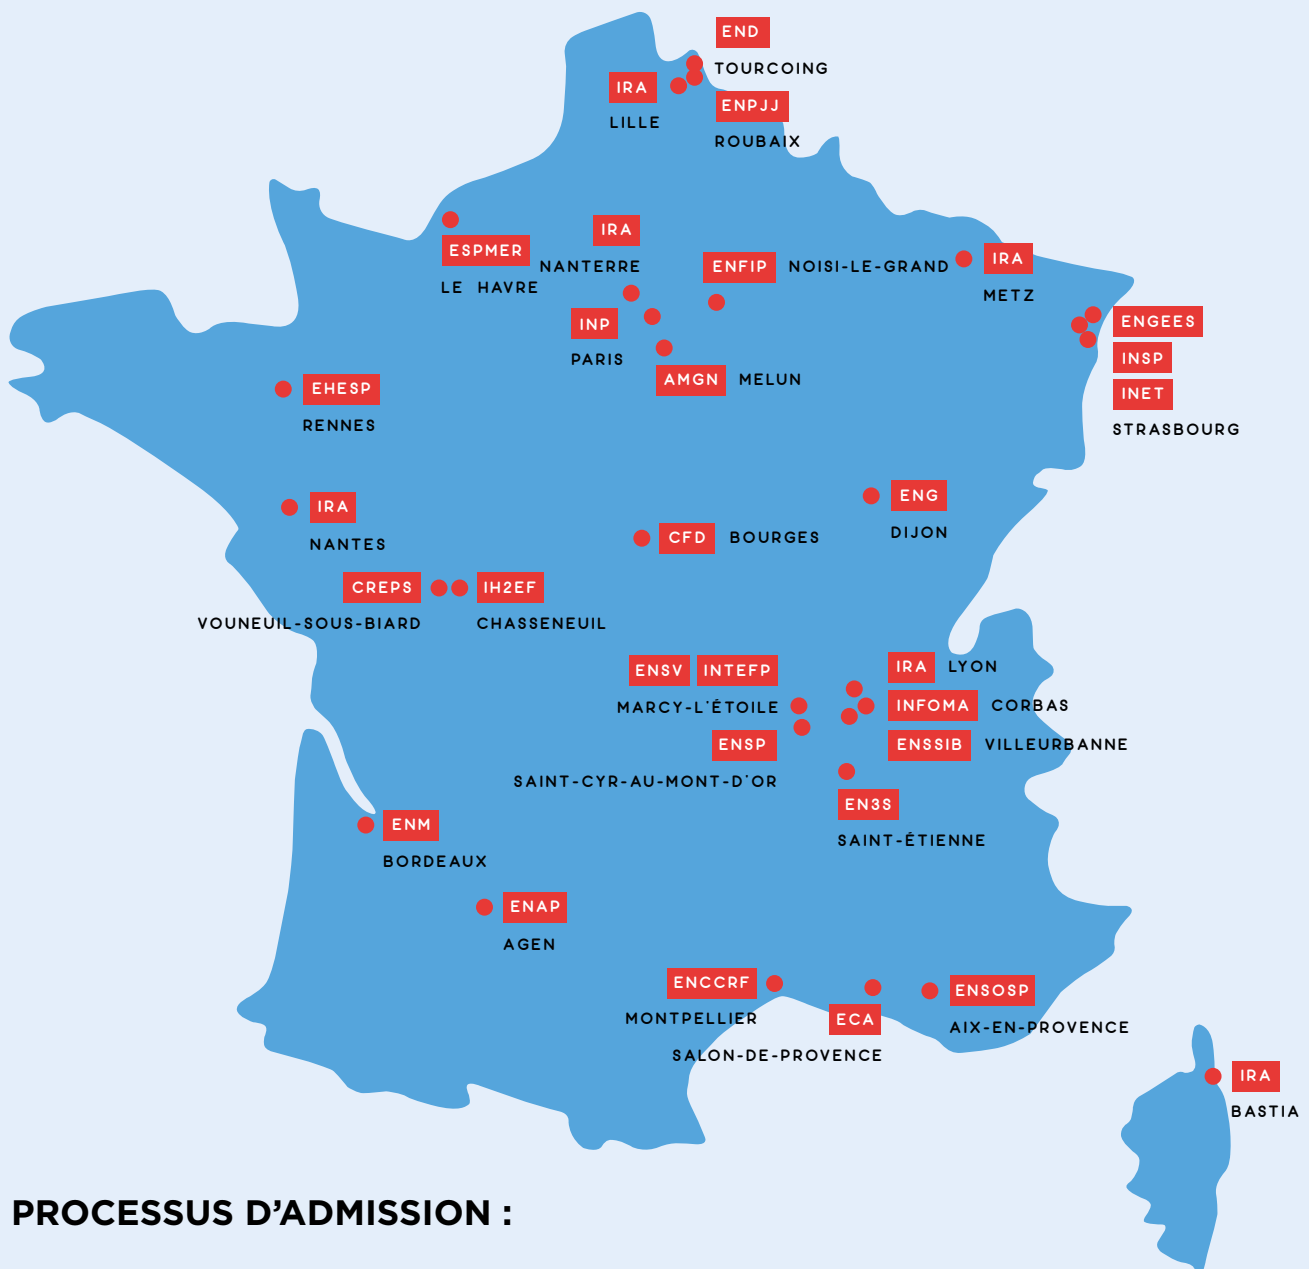 END
TOURCOING
IRA
LILLE
ENPJJ
ROUBAIX
ESPMER
LE HAVRE
IRA
NANTERRE
ENFIP NOISI-LE-GRAND
IRA
METZ
INP
PARIS
AMGN MELUN
ENGEES
INSP
INET
STRASBOURG
EHESP
RENNES
IRA
NANTES
CFD BOURGES
ENG
DIJON
CREPS
VOUNEUIL-SOUS-BIARD
IH2EF
CHASSENEUIL
ENSV INTEFP
MARCY-L'ÉTOILE
ENSP
SAINT-CYR-AU-MONT-D'OR
IRA LYON
INFOMA CORBAS
ENSSIB VILLEURBANNE
EN3S
SAINT-ÉTIENNE
ENM
BORDEAUX
ENAP
AGEN
ENCCRF
MONTPELLIER
ECA
SALON-DE-PROVENCE
ENSOSP
AIX-EN-PROVENCE
IRA
BASTIA
PROCESSUS D’ADMISSION :